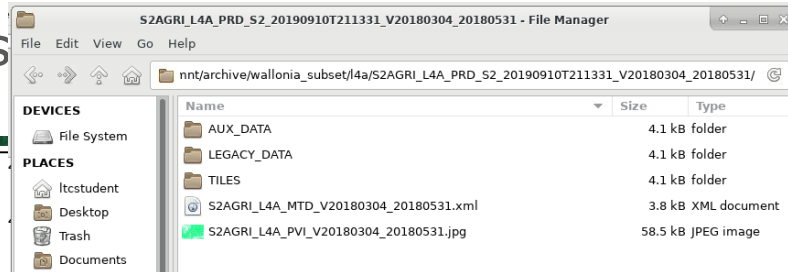 S2AGRI_L4A_PRD_S2_20190910T211331_V20180304_20180531 - File Manager
File Edit View Go Help
nnt/archive/wallonia_subset/l4a/S2AGRI_L4A_PRD_S2_20190910T211331_V20180304_20180531/
DEVICES
File System
PLACES
ltcstudent
Desktop
Trash
Documents
Name Size Type
AUX_DATA 4.1 kB folder
LEGACY_DATA 4.1 kB folder
TILES 4.1 kB folder
S2AGRI_L4A_MTD_V20180304_20180531.xml 3.8 kB XML document
S2AGRI_L4A_PVI_V20180304_20180531.jpg 58.5 kB JPEG image